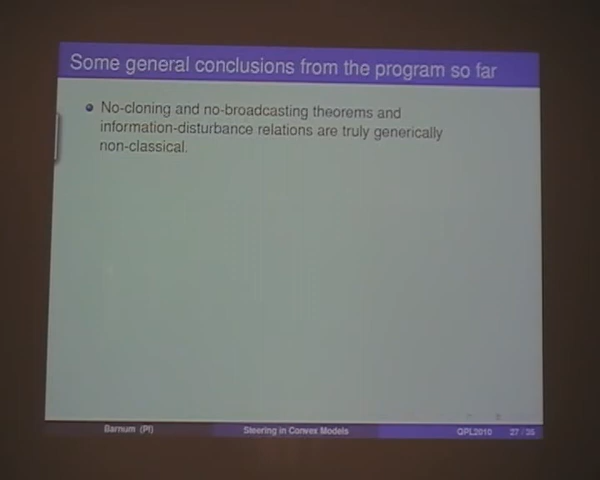 Some general conclusions from the program so far
No-cloning and no-broadcasting theorems and
information-disturbance relations are truly generically
non-classical.
Barnum (PI) Steering in Convex Models QPL2010 27 / 35